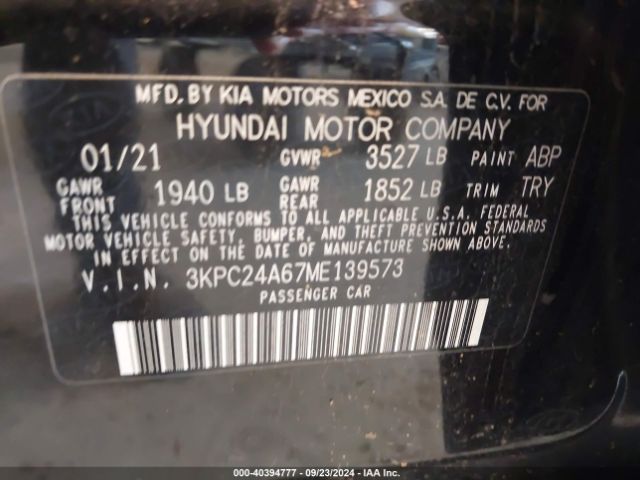 MFD. BY KIA MOTORS MEXICO S.A. DE C.V. FOR
HYUNDAI MOTOR COMPANY
01/21 GVWR 3527 LB PAINT ABP
GAWR FRONT 1940 LB GAWR REAR 1852 LB TRIM TRY
THIS VEHICLE CONFORMS TO ALL APPLICABLE U.S.A. FEDERAL
MOTOR VEHICLE SAFETY, BUMPER, AND THEFT PREVENTION STANDARDS
IN EFFECT ON THE DATE OF MANUFACTURE SHOWN ABOVE.
V.I.N. 3KPC24A67ME139573
PASSENGER CAR
000-40394777 - 09/23/2024 - IAA Inc.